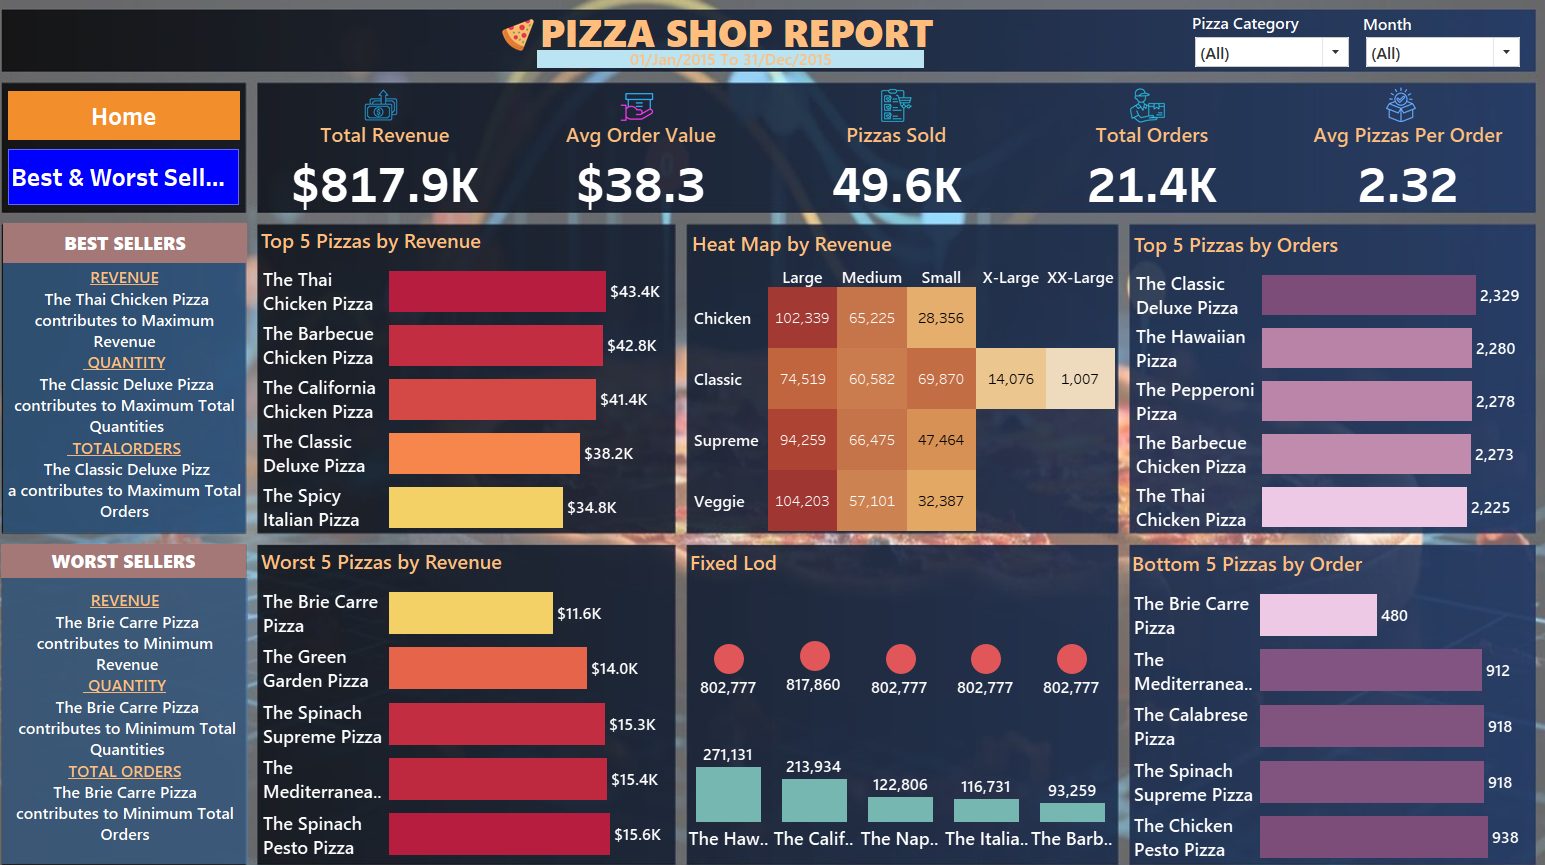 PIZZA SHOP REPORT
01/Jan/2015 To 31/Dec/2015
Pizza Category
(All)
Month
(All)
Home
Best & Worst Sell...
Total Revenue
$817.9K
Avg Order Value
$38.3
Pizzas Sold
49.6K
Total Orders
21.4K
Avg Pizzas Per Order
2.32
BEST SELLERS
REVENUE
The Thai Chicken Pizza
contributes to Maximum
Revenue
QUANTITY
The Classic Deluxe Pizza
contributes to Maximum Total
Quantities
TOTALORDERS
The Classic Deluxe Pizz
a contributes to Maximum Total
Orders
Top 5 Pizzas by Revenue
The Thai
Chicken Pizza
$43.4K
The Barbecue
Chicken Pizza
$42.8K
The California
Chicken Pizza
$41.4K
The Classic
Deluxe Pizza
$38.2K
The Spicy
Italian Pizza
$34.8K
Heat Map by Revenue
Large Medium Small X-Large XX-Large
Chicken 102,339 65,225 28,356
Classic 74,519 60,582 69,870 14,076 1,007
Supreme 94,259 66,475 47,464
Veggie 104,203 57,101 32,387
Top 5 Pizzas by Orders
The Classic
Deluxe Pizza
2,329
The Hawaiian
Pizza
2,280
The Pepperoni
Pizza
2,278
The Barbecue
Chicken Pizza
2,273
The Thai
Chicken Pizza
2,225
WORST SELLERS
REVENUE
The Brie Carre Pizza
contributes to Minimum
Revenue
QUANTITY
The Brie Carre Pizza
contributes to Minimum Total
Quantities
TOTAL ORDERS
The Brie Carre Pizza
contributes to Minimum Total
Orders
Worst 5 Pizzas by Revenue
The Brie Carre
Pizza
$11.6K
The Green
Garden Pizza
$14.0K
The Spinach
Supreme Pizza
$15.3K
The
Mediterranea..
$15.4K
The Spinach
Pesto Pizza
$15.6K
Fixed Lod
802,777 817,860 802,777 802,777 802,777
271,131 213,934 122,806 116,731 93,259
The Haw.. The Calif.. The Nap.. The Italia.. The Barb..
Bottom 5 Pizzas by Order
The Brie Carre
Pizza
480
The
Mediterranea..
912
The Calabrese
Pizza
918
The Spinach
Supreme Pizza
918
The Chicken
Pesto Pizza
938